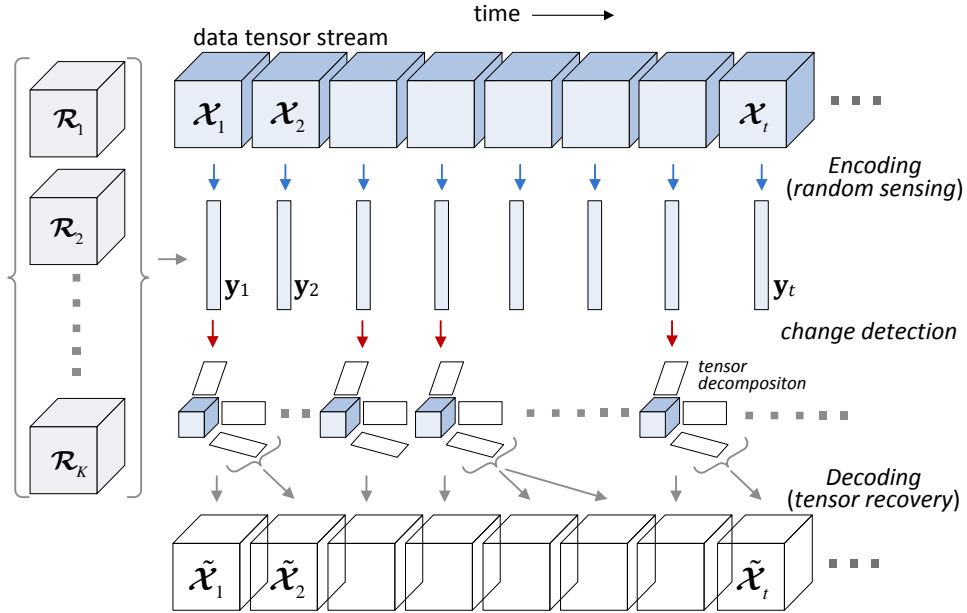 time
data tensor stream
𝓡₁
𝓧₁
𝓧₂
𝓧ₜ
Encoding
(random sensing)
𝓡₂
𝐲₁
𝐲₂
𝐲ₜ
change detection
tensor
decompositon
𝓡_K
Decoding
(tensor recovery)
𝓧̃₁
𝓧̃₂
𝓧̃ₜ